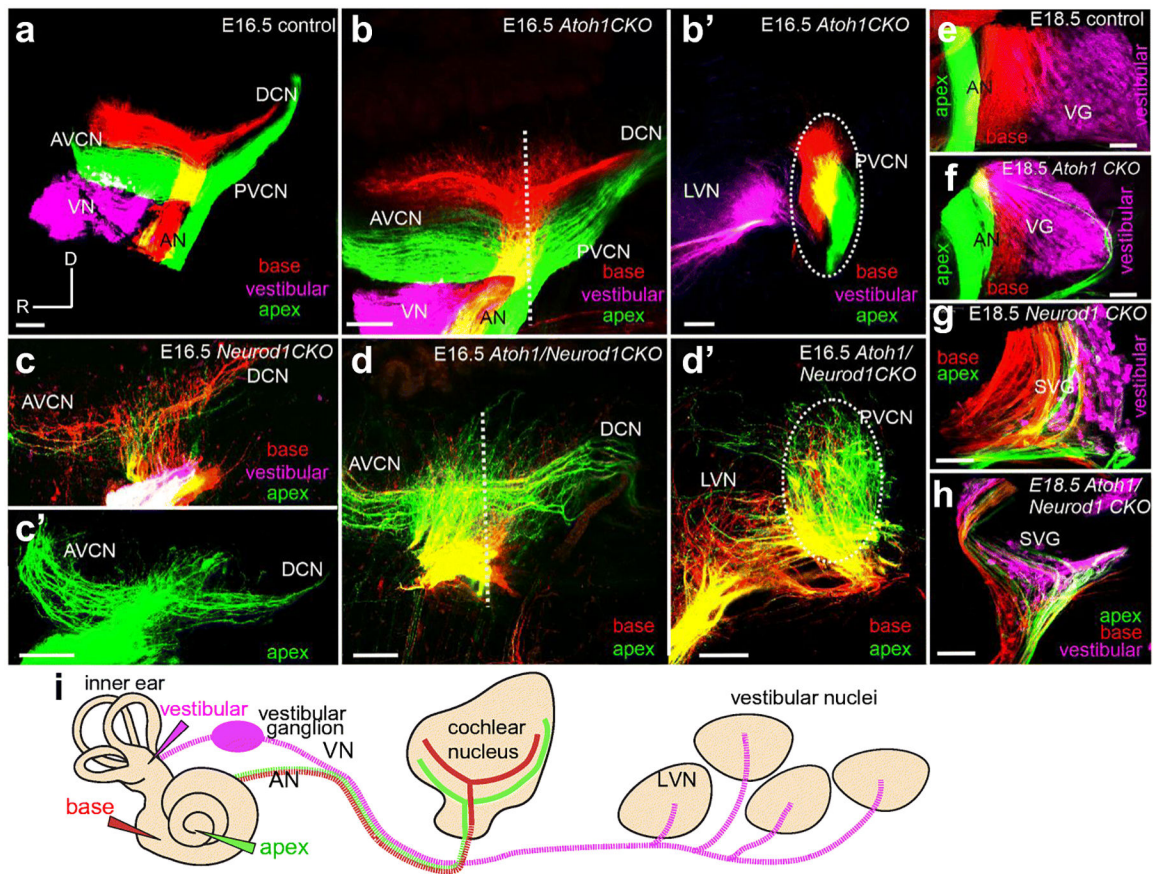 a
E16.5 control
DCN
AVCN
PVCN
VN
AN
D
R
base
vestibular
apex
b
E16.5 Atoh1CKO
DCN
AVCN
PVCN
VN
AN
base
vestibular
apex
b’
E16.5 Atoh1CKO
LVN
PVCN
base
vestibular
apex
c
E16.5 Neurod1CKO
DCN
AVCN
base
vestibular
apex
c’
AVCN
DCN
apex
d
E16.5 Atoh1/Neurod1CKO
DCN
AVCN
base
apex
d’
E16.5 Atoh1/
Neurod1CKO
PVCN
LVN
base
apex
e
E18.5 control
apex
AN
base
VG
vestibular
f
E18.5 Atoh1 CKO
apex
AN
base
VG
vestibular
g
E18.5 Neurod1 CKO
base
apex
SVG
vestibular
h
E18.5 Atoh1/
Neurod1 CKO
SVG
apex
base
vestibular
i
inner ear
vestibular
vestibular
ganglion
VN
AN
base
apex
cochlear
nucleus
vestibular nuclei
LVN